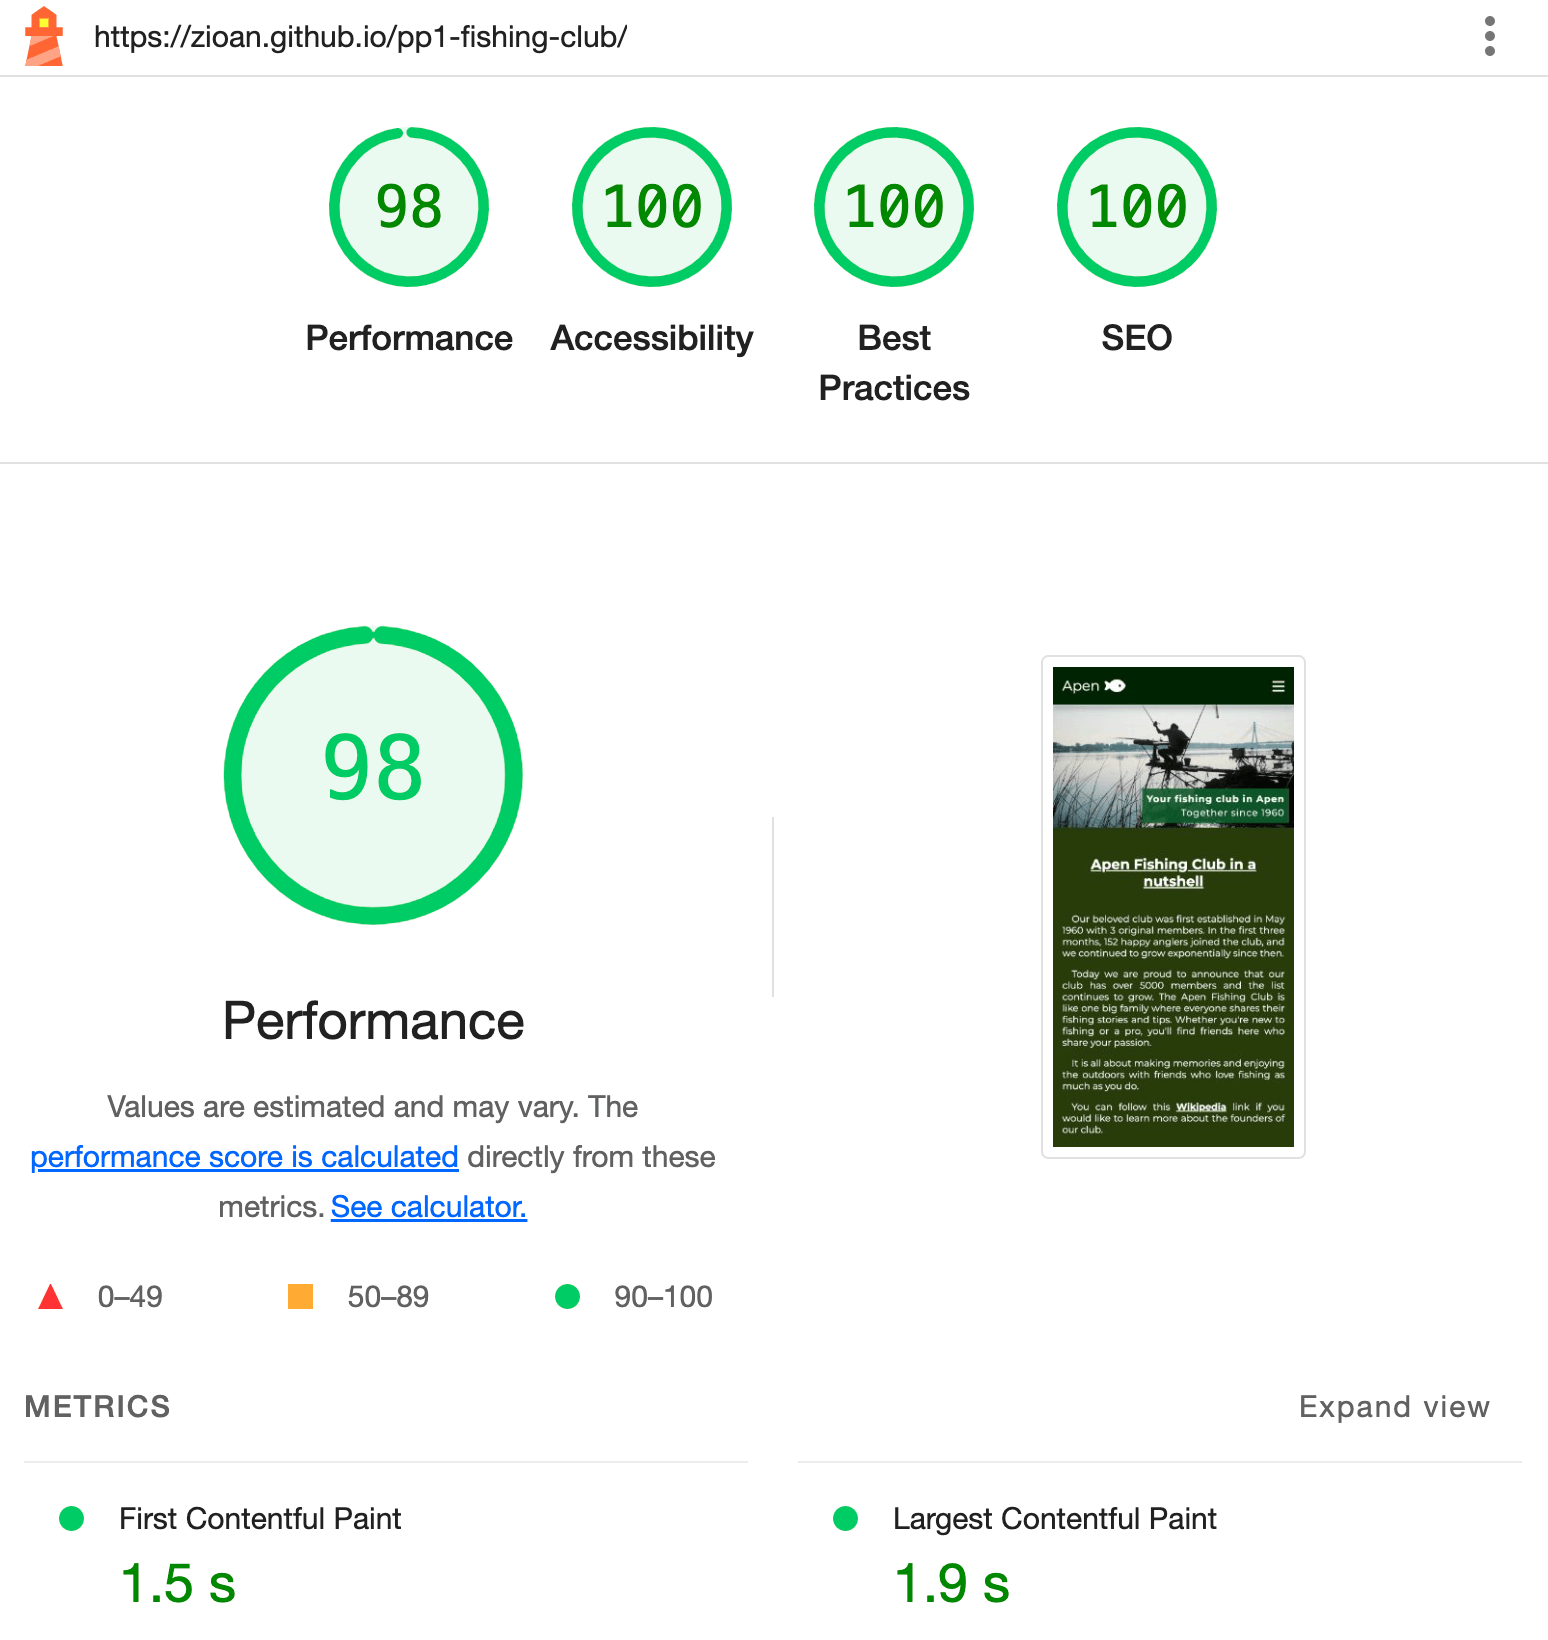 https://zioan.github.io/pp1-fishing-club/
98
100
100
100
Performance
Accessibility
Best
Practices
SEO
98
Performance
Values are estimated and may vary. The
performance score is calculated directly from these
metrics. See calculator.
0–49
50–89
90–100
Apen
Your fishing club in Apen
Together since 1960
Apen Fishing Club in a
nutshell
Our beloved club was first established in May
1960 with 3 original members. In the first three
months, 152 happy anglers joined the club, and
we continued to grow exponentially since then.
Today we are proud to announce that our
club has over 5000 members and the list
continues to grow. The Apen Fishing Club is
like one big family where everyone shares their
fishing stories and tips. Whether you're new to
fishing or a pro, you'll find friends here who
share your passion.
It is all about making memories and enjoying
the outdoors with friends who love fishing as
much as you do.
You can follow this Wikipedia link if you
would like to learn more about the founders of
our club.
METRICS
Expand view
First Contentful Paint
1.5 s
Largest Contentful Paint
1.9 s